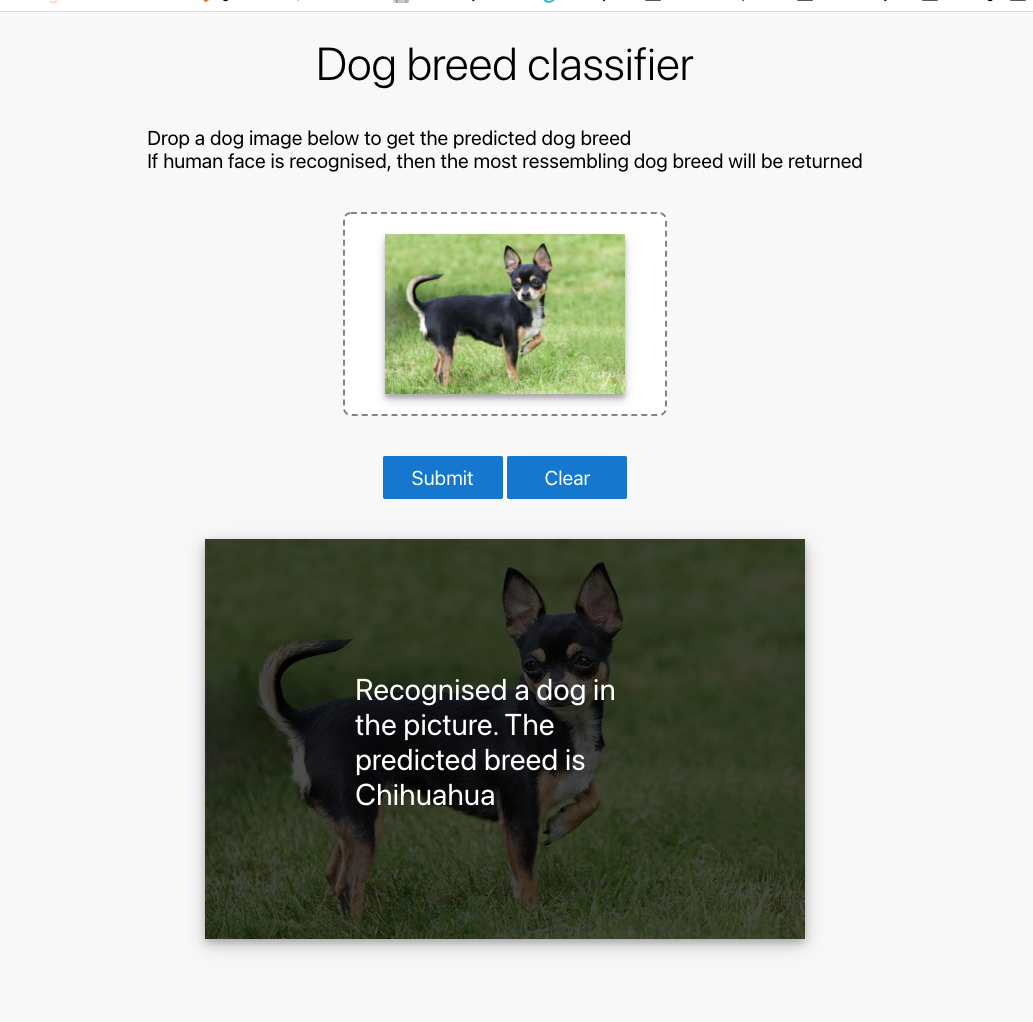 Dog breed classifier
Drop a dog image below to get the predicted dog breed
If human face is recognised, then the most ressembling dog breed will be returned
Submit
Clear
Recognised a dog in
the picture. The
predicted breed is
Chihuahua